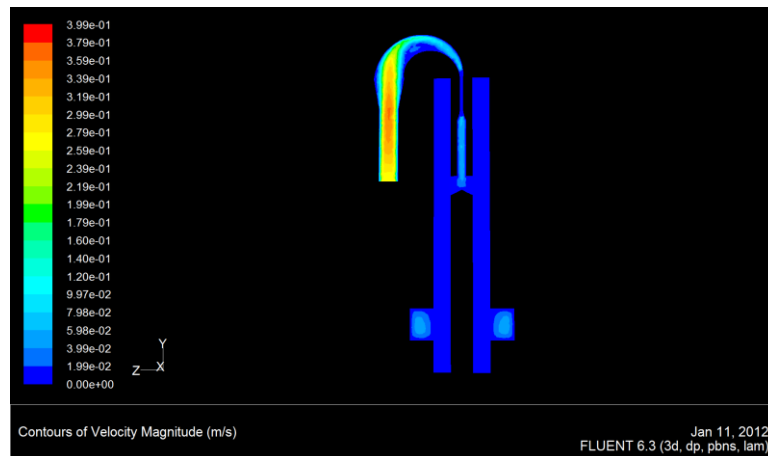 3.99e-01
3.79e-01
3.59e-01
3.39e-01
3.19e-01
2.99e-01
2.79e-01
2.59e-01
2.39e-01
2.19e-01
1.99e-01
1.79e-01
1.60e-01
1.40e-01
1.20e-01
9.97e-02
7.98e-02
5.98e-02
3.99e-02
1.99e-02
0.00e+00
Y
Z X
Contours of Velocity Magnitude (m/s)
Jan 11, 2012
FLUENT 6.3 (3d, dp, pbns, lam)